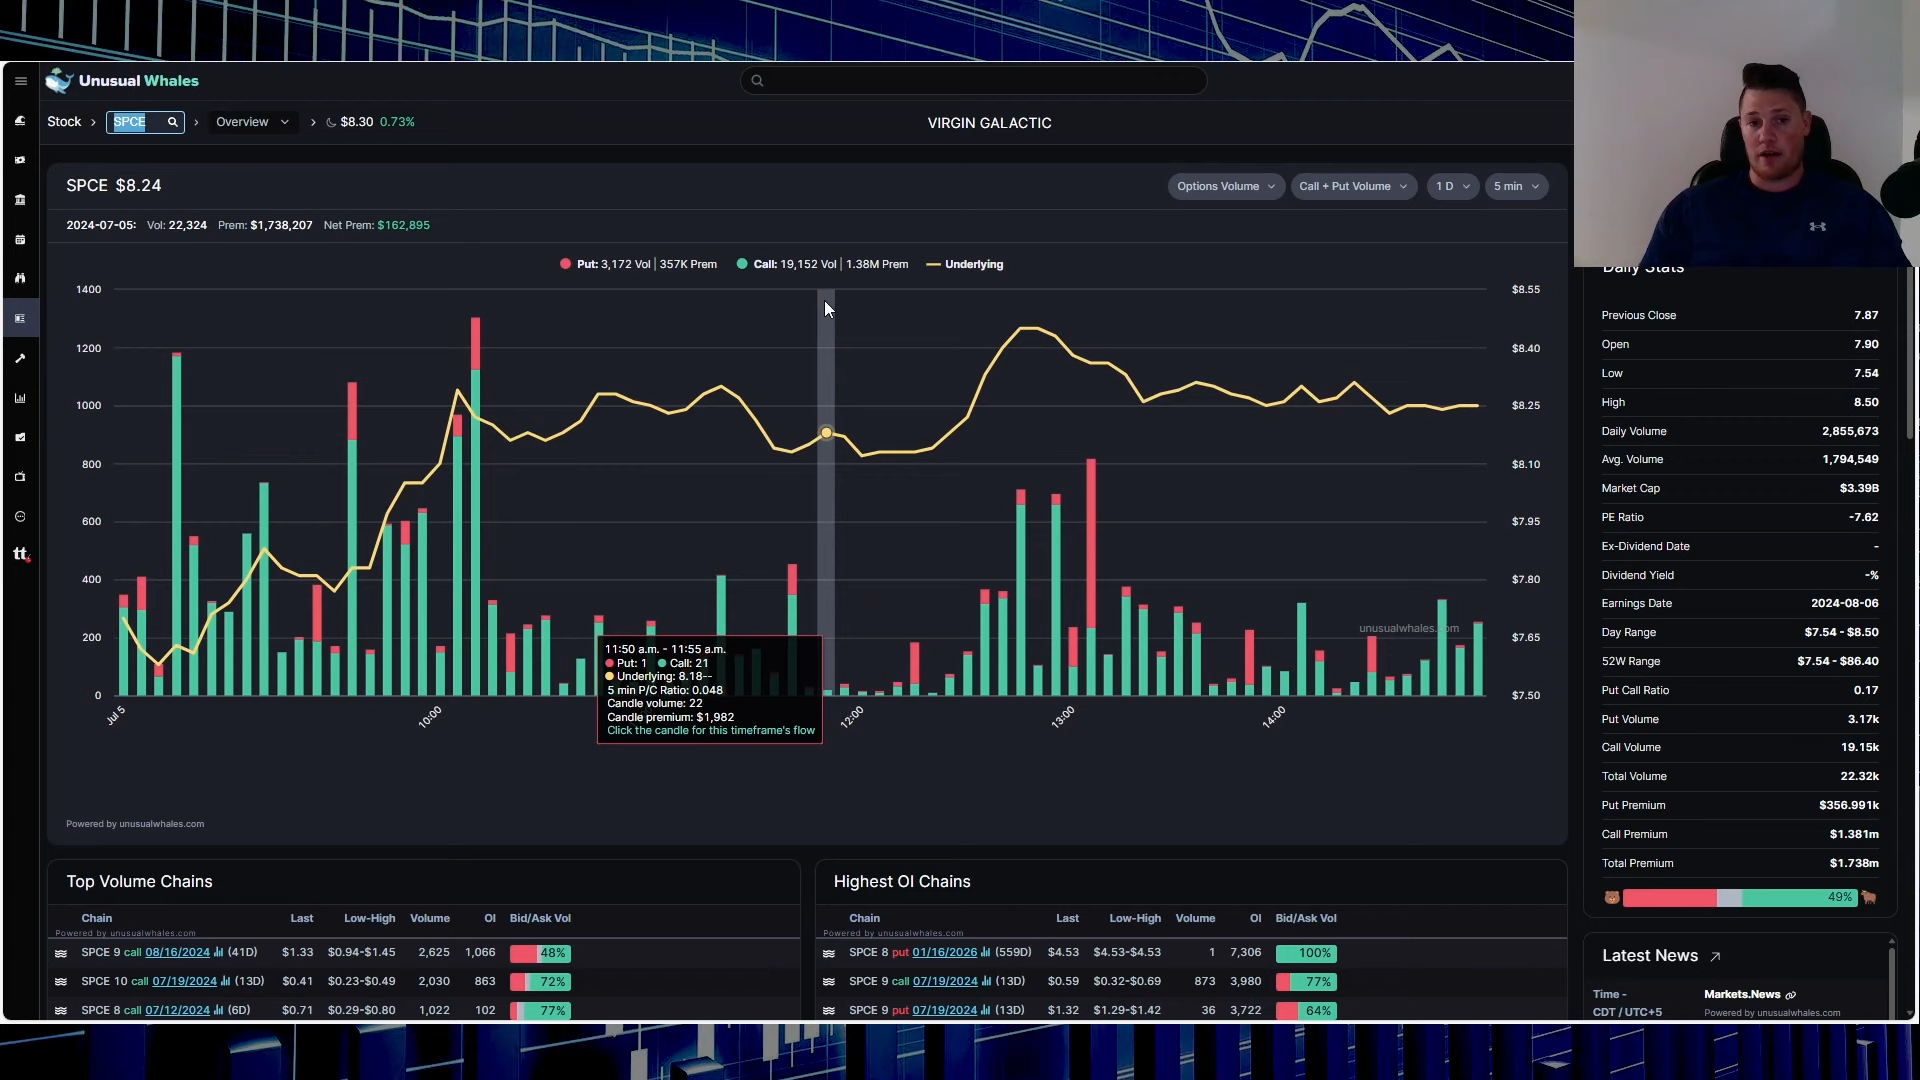 Unusual Whales
Stock > SPCE > Overview > $8.30 0.73%
VIRGIN GALACTIC
SPCE $8.24
Options Volume Call + Put Volume 1 D 5 min
2024-07-05: Vol: 22,324 Prem: $1,738,207 Net Prem: $162,895
Put: 3,172 Vol | 357K Prem Call: 19,152 Vol | 1.38M Prem Underlying
1400 $8.55
1200 $8.40
1000 $8.25
800 $8.10
600 $7.95
400 $7.80
200 $7.65
0 $7.50
unusualwhales.com
11:50 a.m. - 11:55 a.m.
Put: 1 Call: 21
Underlying: 8.18--
5 min P/C Ratio: 0.048
Candle volume: 22
Candle premium: $1,982
Click the candle for this timeframe's flow
Jul 5 10:00 12:00 13:00 14:00
Powered by unusualwhales.com
Daily Stats
Previous Close 7.87
Open 7.90
Low 7.54
High 8.50
Daily Volume 2,855,673
Avg. Volume 1,794,549
Market Cap $3.39B
PE Ratio -7.62
Ex-Dividend Date -
Dividend Yield -%
Earnings Date 2024-08-06
Day Range $7.54 - $8.50
52W Range $7.54 - $86.40
Put Call Ratio 0.17
Put Volume 3.17k
Call Volume 19.15k
Total Volume 22.32k
Put Premium $356.991k
Call Premium $1.381m
Total Premium $1.738m
49%
Top Volume Chains
Chain Last Low-High Volume OI Bid/Ask Vol
Powered by unusualwhales.com
SPCE 9 call 08/16/2024 (41D) $1.33 $0.94-$1.45 2,625 1,066 48%
SPCE 10 call 07/19/2024 (13D) $0.41 $0.23-$0.49 2,030 863 72%
SPCE 8 call 07/12/2024 (6D) $0.71 $0.29-$0.80 1,022 102 77%
Highest OI Chains
Chain Last Low-High Volume OI Bid/Ask Vol
Powered by unusualwhales.com
SPCE 8 put 01/16/2026 (559D) $4.53 $4.53-$4.53 1 7,306 100%
SPCE 9 call 07/19/2024 (13D) $0.59 $0.32-$0.69 873 3,980 77%
SPCE 9 put 07/19/2024 (13D) $1.32 $1.29-$1.42 36 3,722 64%
Latest News
Time - Markets.News
CDT / UTC+5 Powered by unusualwhales.com
tt